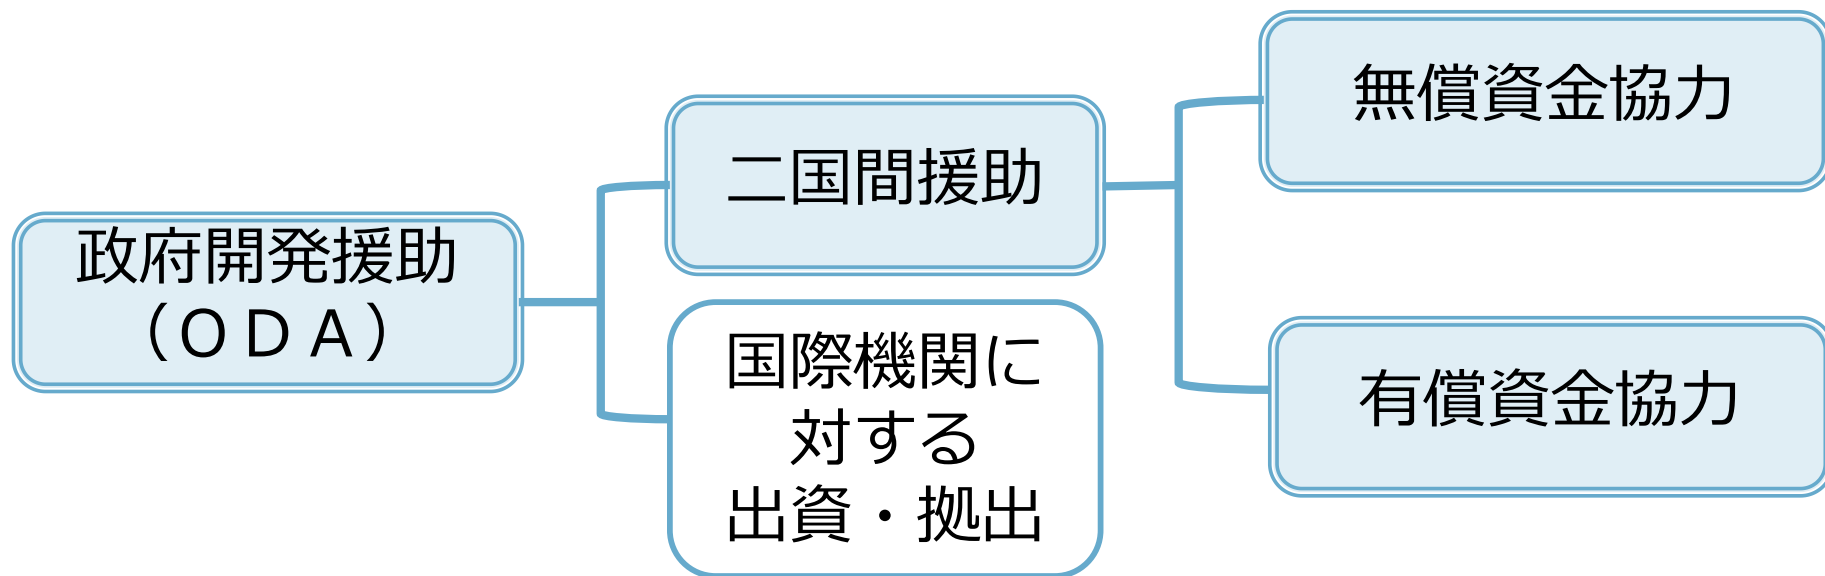 政府開発援助
（ＯＤＡ）
二国間援助
国際機関に
対する
出資・拠出
無償資金協力
有償資金協力